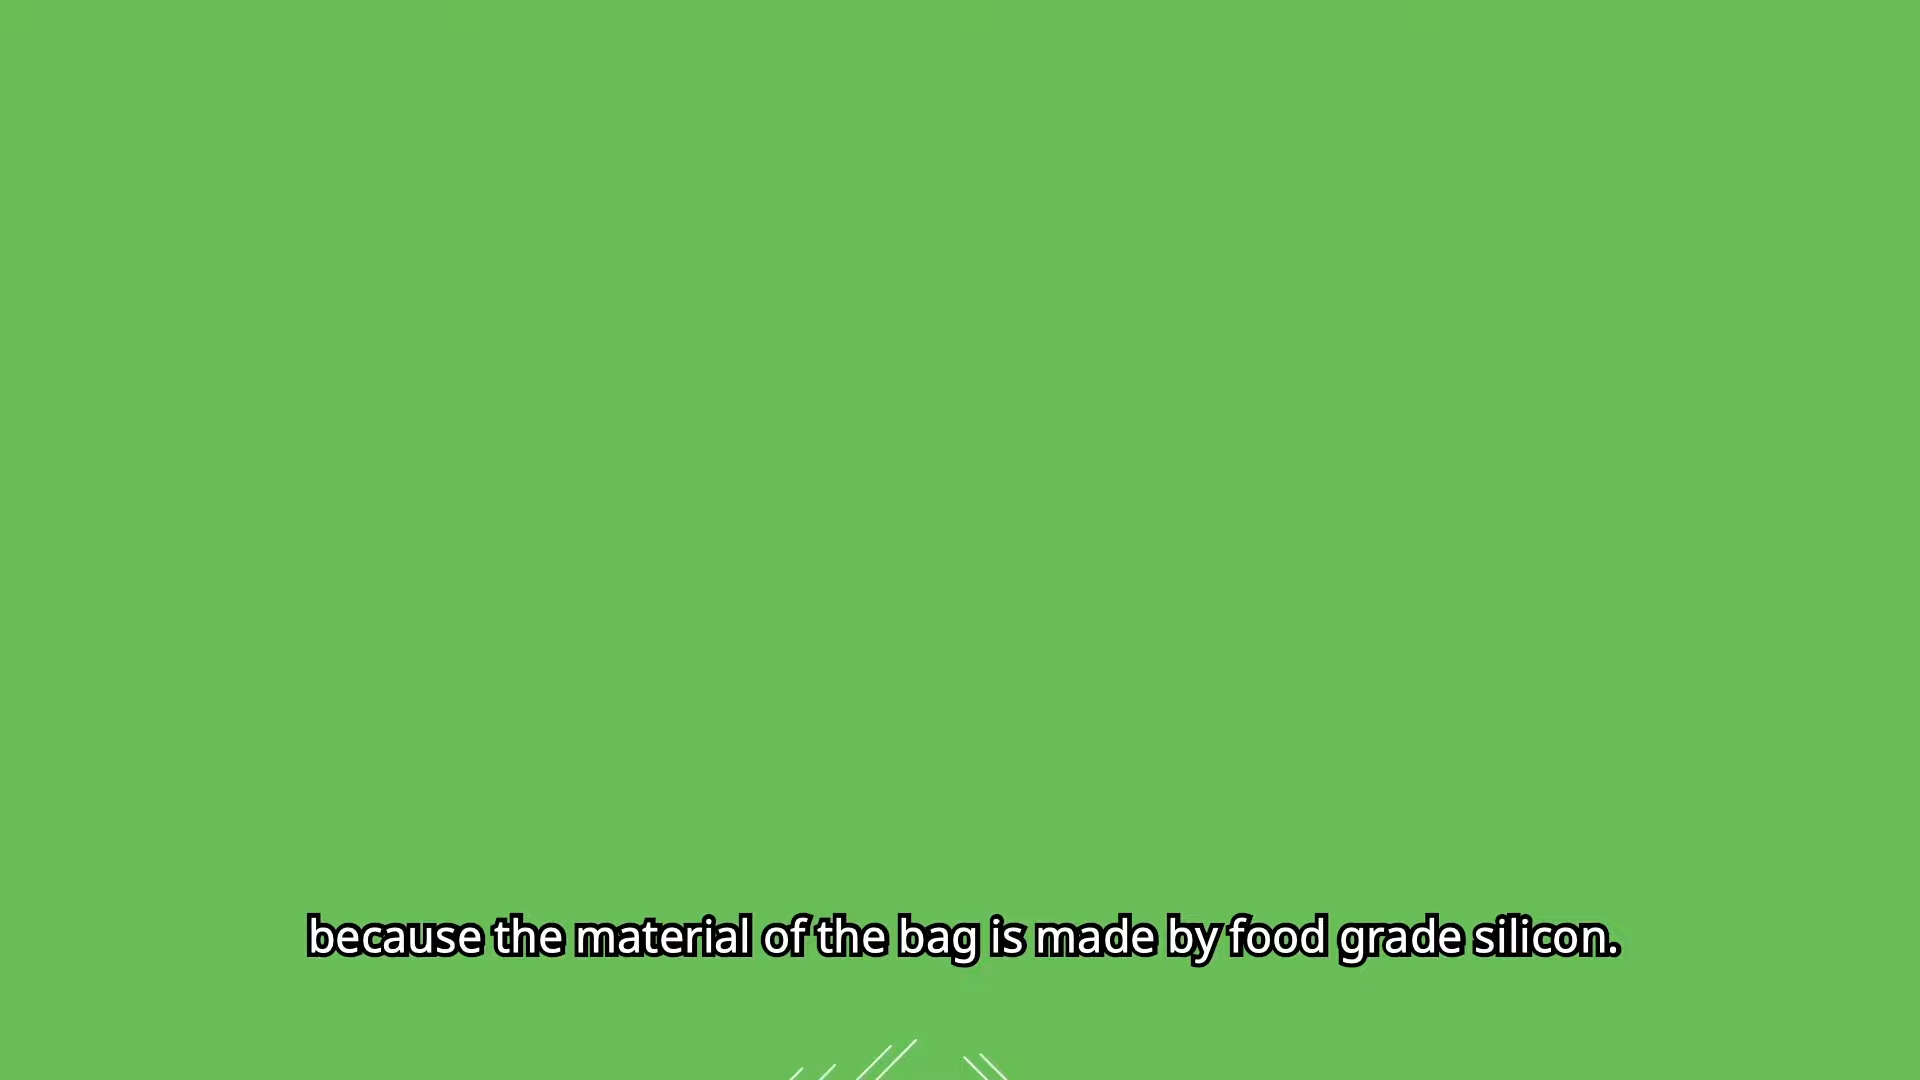 because the material of the bag is made by food grade silicon.